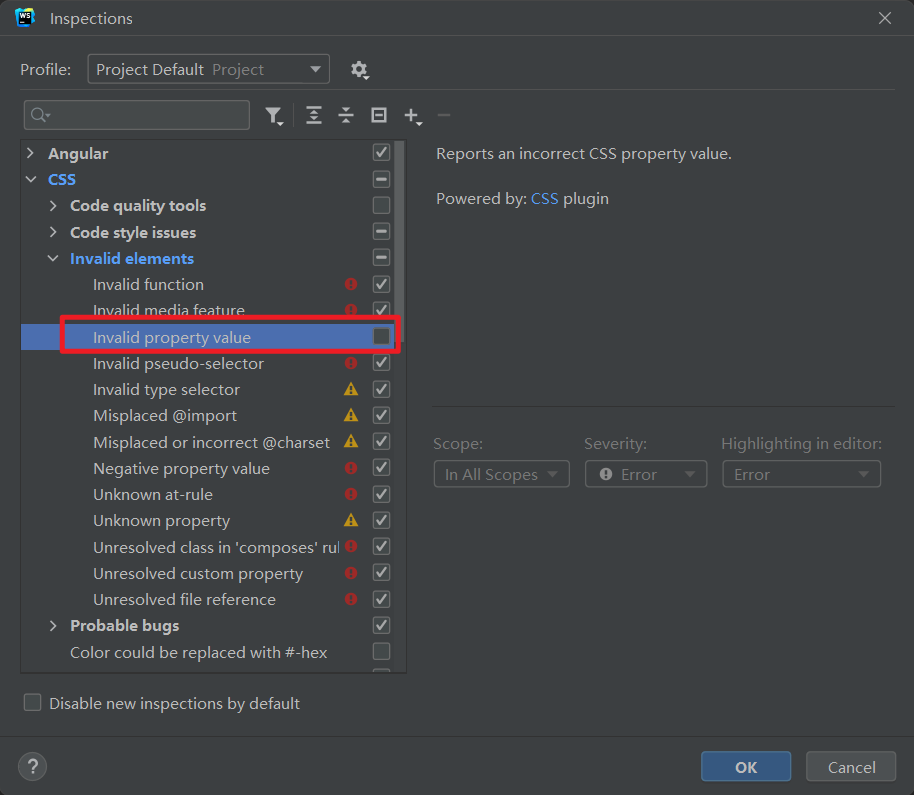 WS Inspections
Profile: Project Default Project
Angular
CSS
Code quality tools
Code style issues
Invalid elements
Invalid function
Invalid media feature
Invalid property value
Invalid pseudo-selector
Invalid type selector
Misplaced @import
Misplaced or incorrect @charset
Negative property value
Unknown at-rule
Unknown property
Unresolved class in 'composes' rul
Unresolved custom property
Unresolved file reference
Probable bugs
Color could be replaced with #-hex
Reports an incorrect CSS property value.
Powered by: CSS plugin
Scope: Severity: Highlighting in editor:
In All Scopes Error Error
Disable new inspections by default
? OK Cancel